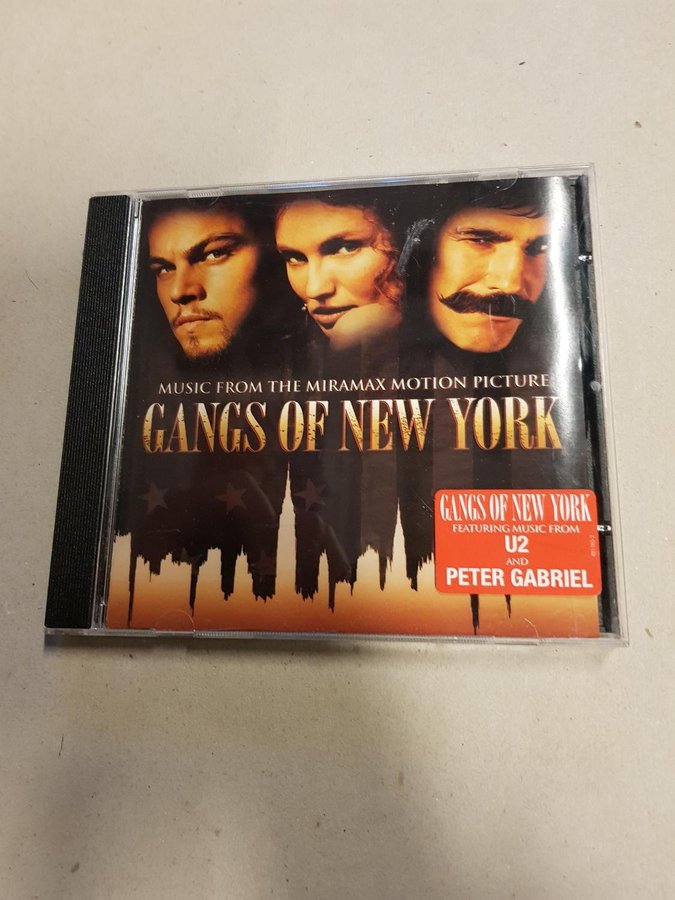 MUSIC FROM THE MIRAMAX MOTION PICTURE
GANGS OF NEW YORK
GANGS OF NEW YORK
FEATURING MUSIC FROM
U2
AND
PETER GABRIEL